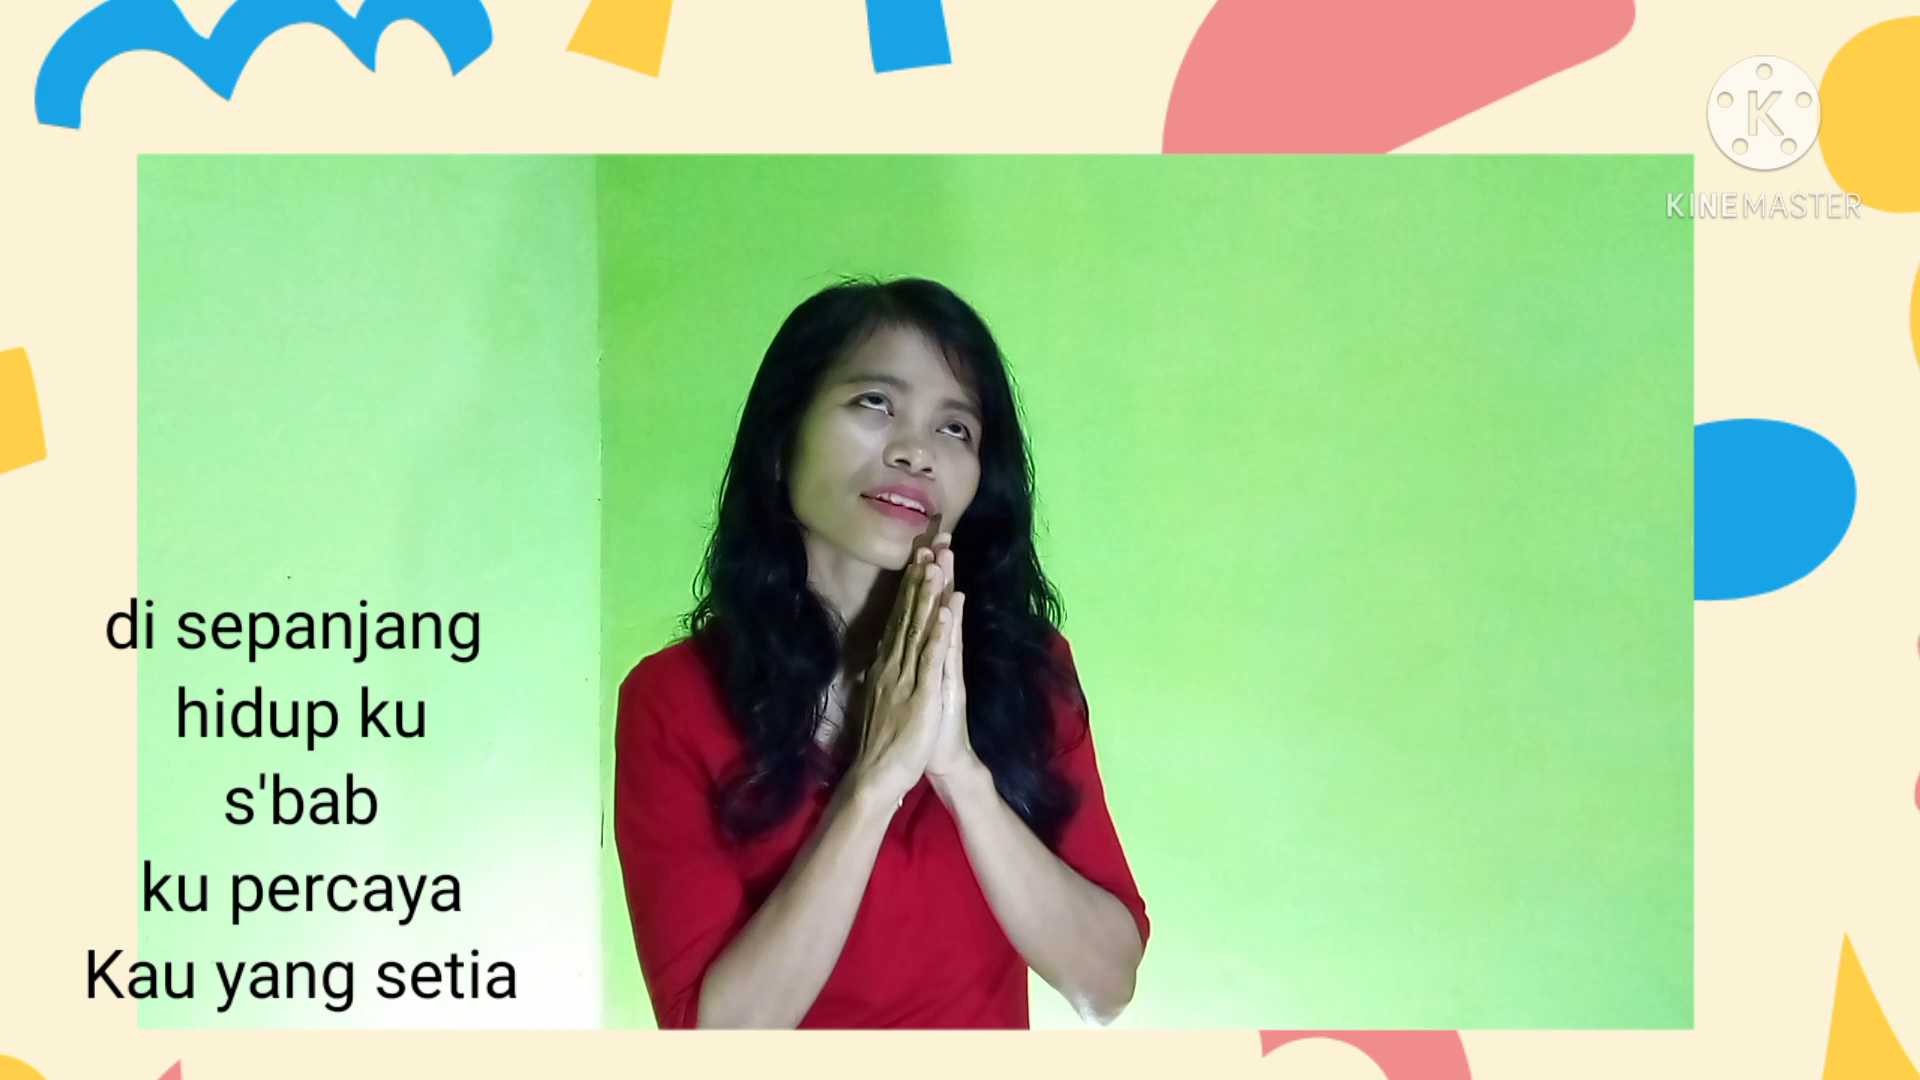 K
KINEMASTER
di sepanjang
hidup ku
s'bab
ku percaya
Kau yang setia